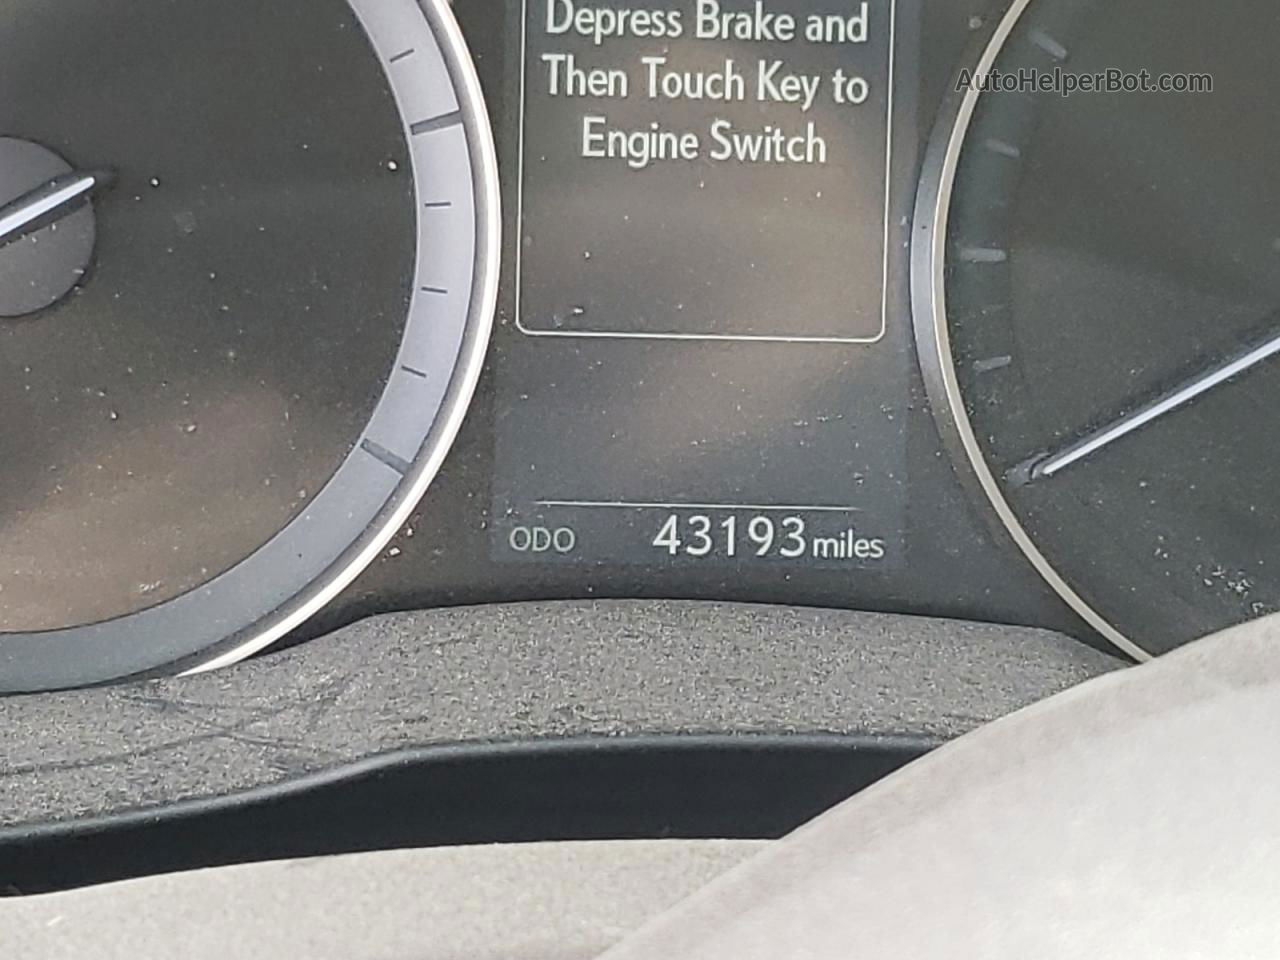 Depress Brake and
Then Touch Key to
Engine Switch
AutoHelperBot.com
ODO 43193 miles